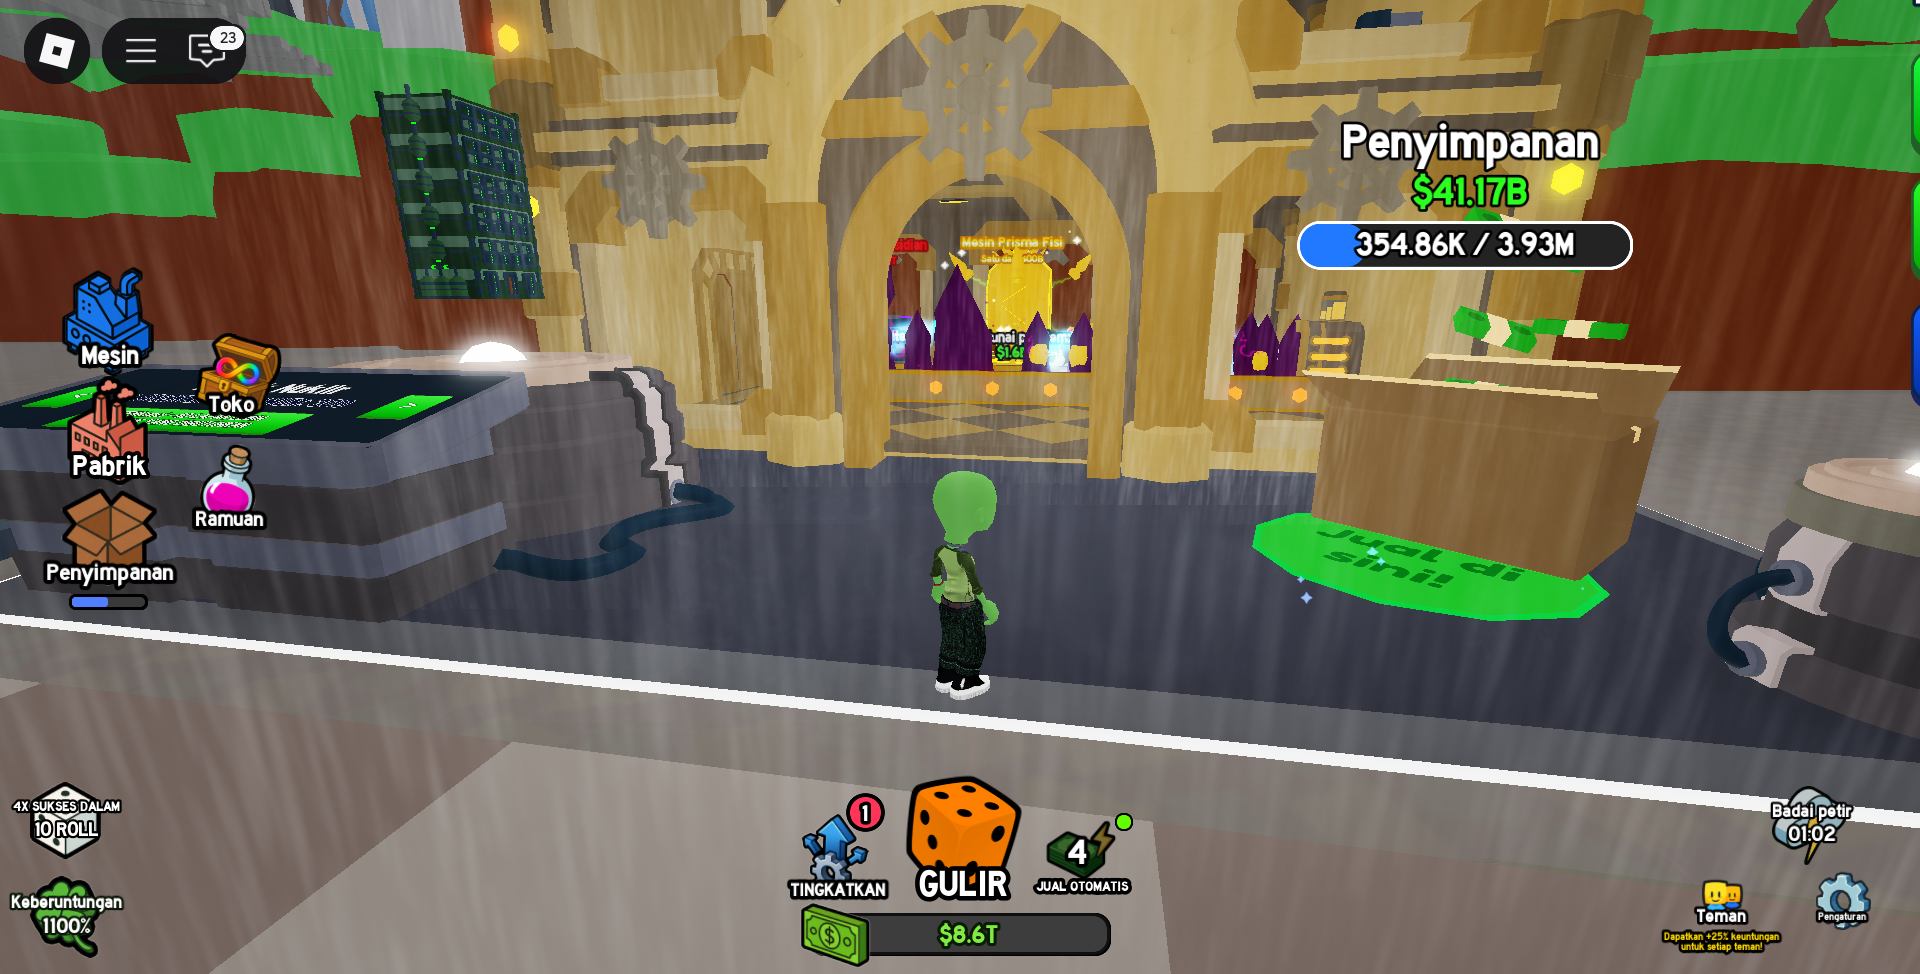 23
Penyimpanan
$41.17B
354.86K / 3.93M
Mesin Prisma Fisi
Mesin
Toko
Pabrik
Ramuan
Penyimpanan
Jual di
sini!
4X SUKSES DALAM
10 ROLL
Keberuntungan
1100%
1
TINGKATKAN
GULIR
4
JUAL OTOMATIS
$8.6T
Badai petir
01:02
Teman
Dapatkan +25% keuntungan
untuk setiap teman!
Pengaturan